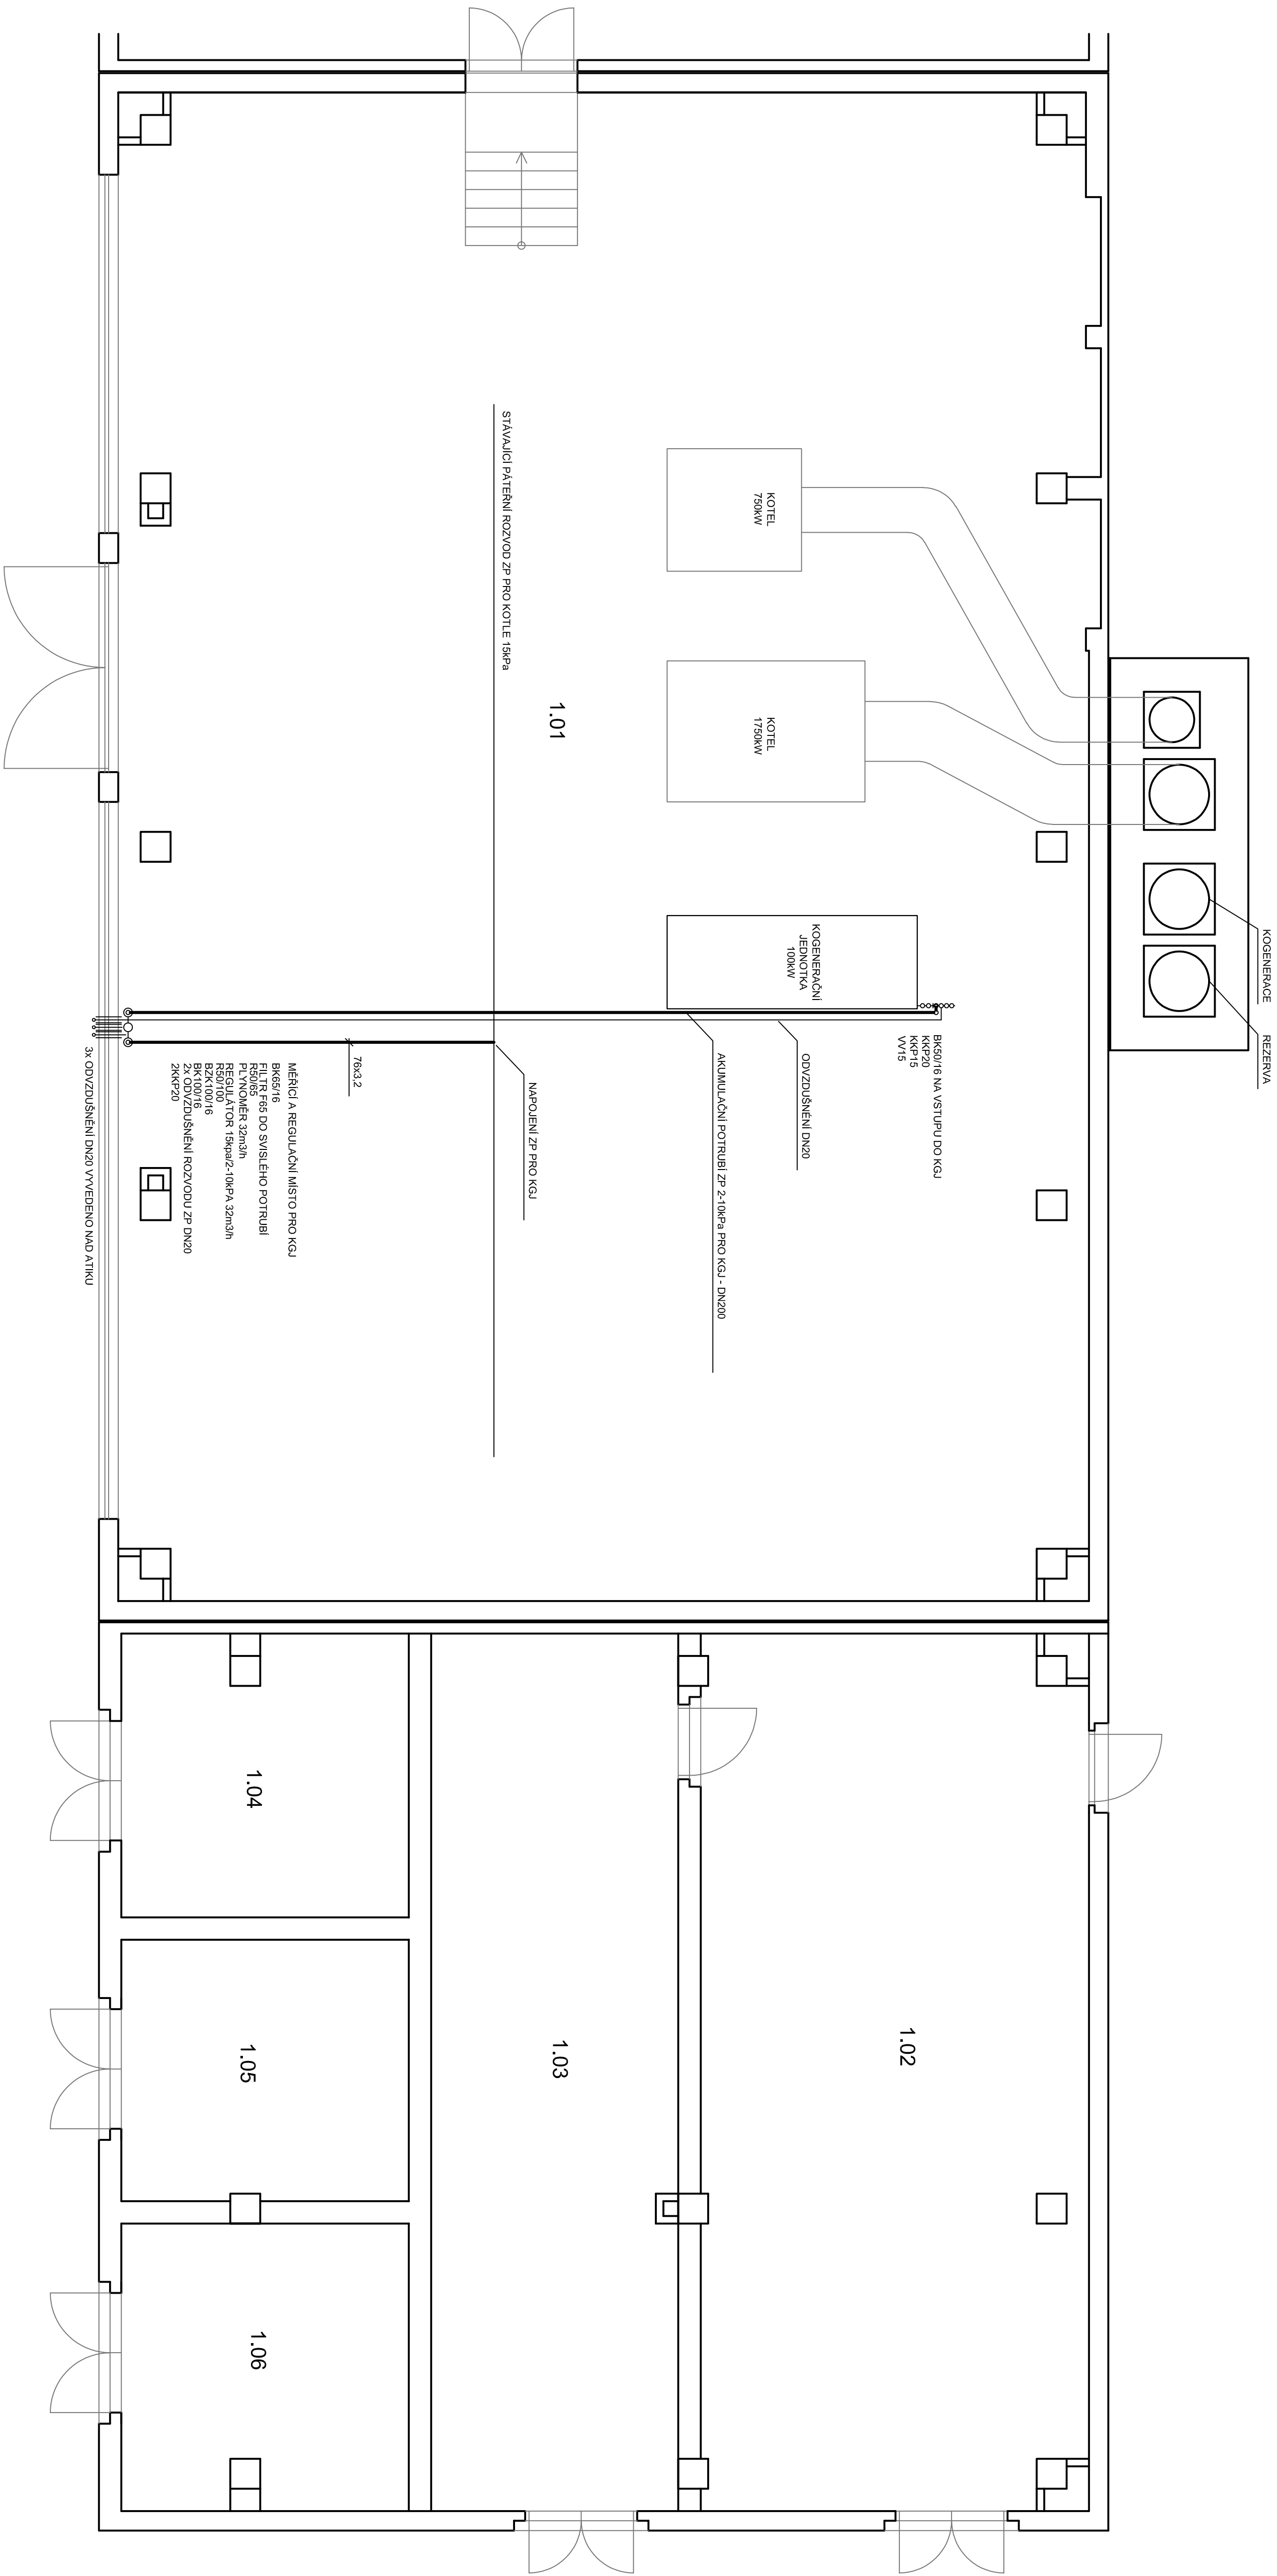 KOGENERACE
REZERVA
KOTEL
750kW
KOTEL
1750kW
KOGENERAČNÍ
JEDNOTKA
100kW
BK50/16 NA VSTUPU DO KGJ
KKP20
KKP15
VV15
ODVZDUŠNĚNÍ DN20
AKUMULAČNÍ POTRUBÍ ZP 2-10kPa PRO KGJ - DN200
1.01
STÁVAJÍCÍ PÁTEŘNÍ ROZVOD ZP PRO KOTLE 15kPa
NAPOJENÍ ZP PRO KGJ
76x3,2
MĚŘÍCÍ A REGULAČNÍ MÍSTO PRO KGJ
BK65/16
FILTR F65 DO SVISLÉHO POTRUBÍ
R50/65
PLYNOMĚR 32m3/h
REGULÁTOR 15kpa/2-10kPA 32m3/h
R50/100
BZK100/16
BK100/16
2x ODVZDUŠNĚNÍ ROZVODU ZP DN20
2KKP20
3x ODVZDUŠNĚNÍ DN20 VYVEDENO NAD ATIKU
1.02
1.03
1.04
1.05
1.06